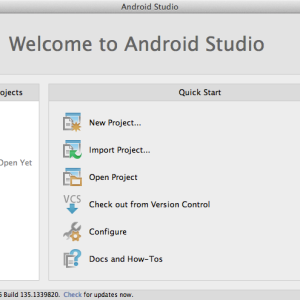 Android Studio
Welcome to Android Studio
ojects
Quick Start
Open Yet
New Project...
Import Project...
Open Project
VCS
Check out from Version Control
Configure
Docs and How-Tos
Build 135.1339820. Check for updates now.